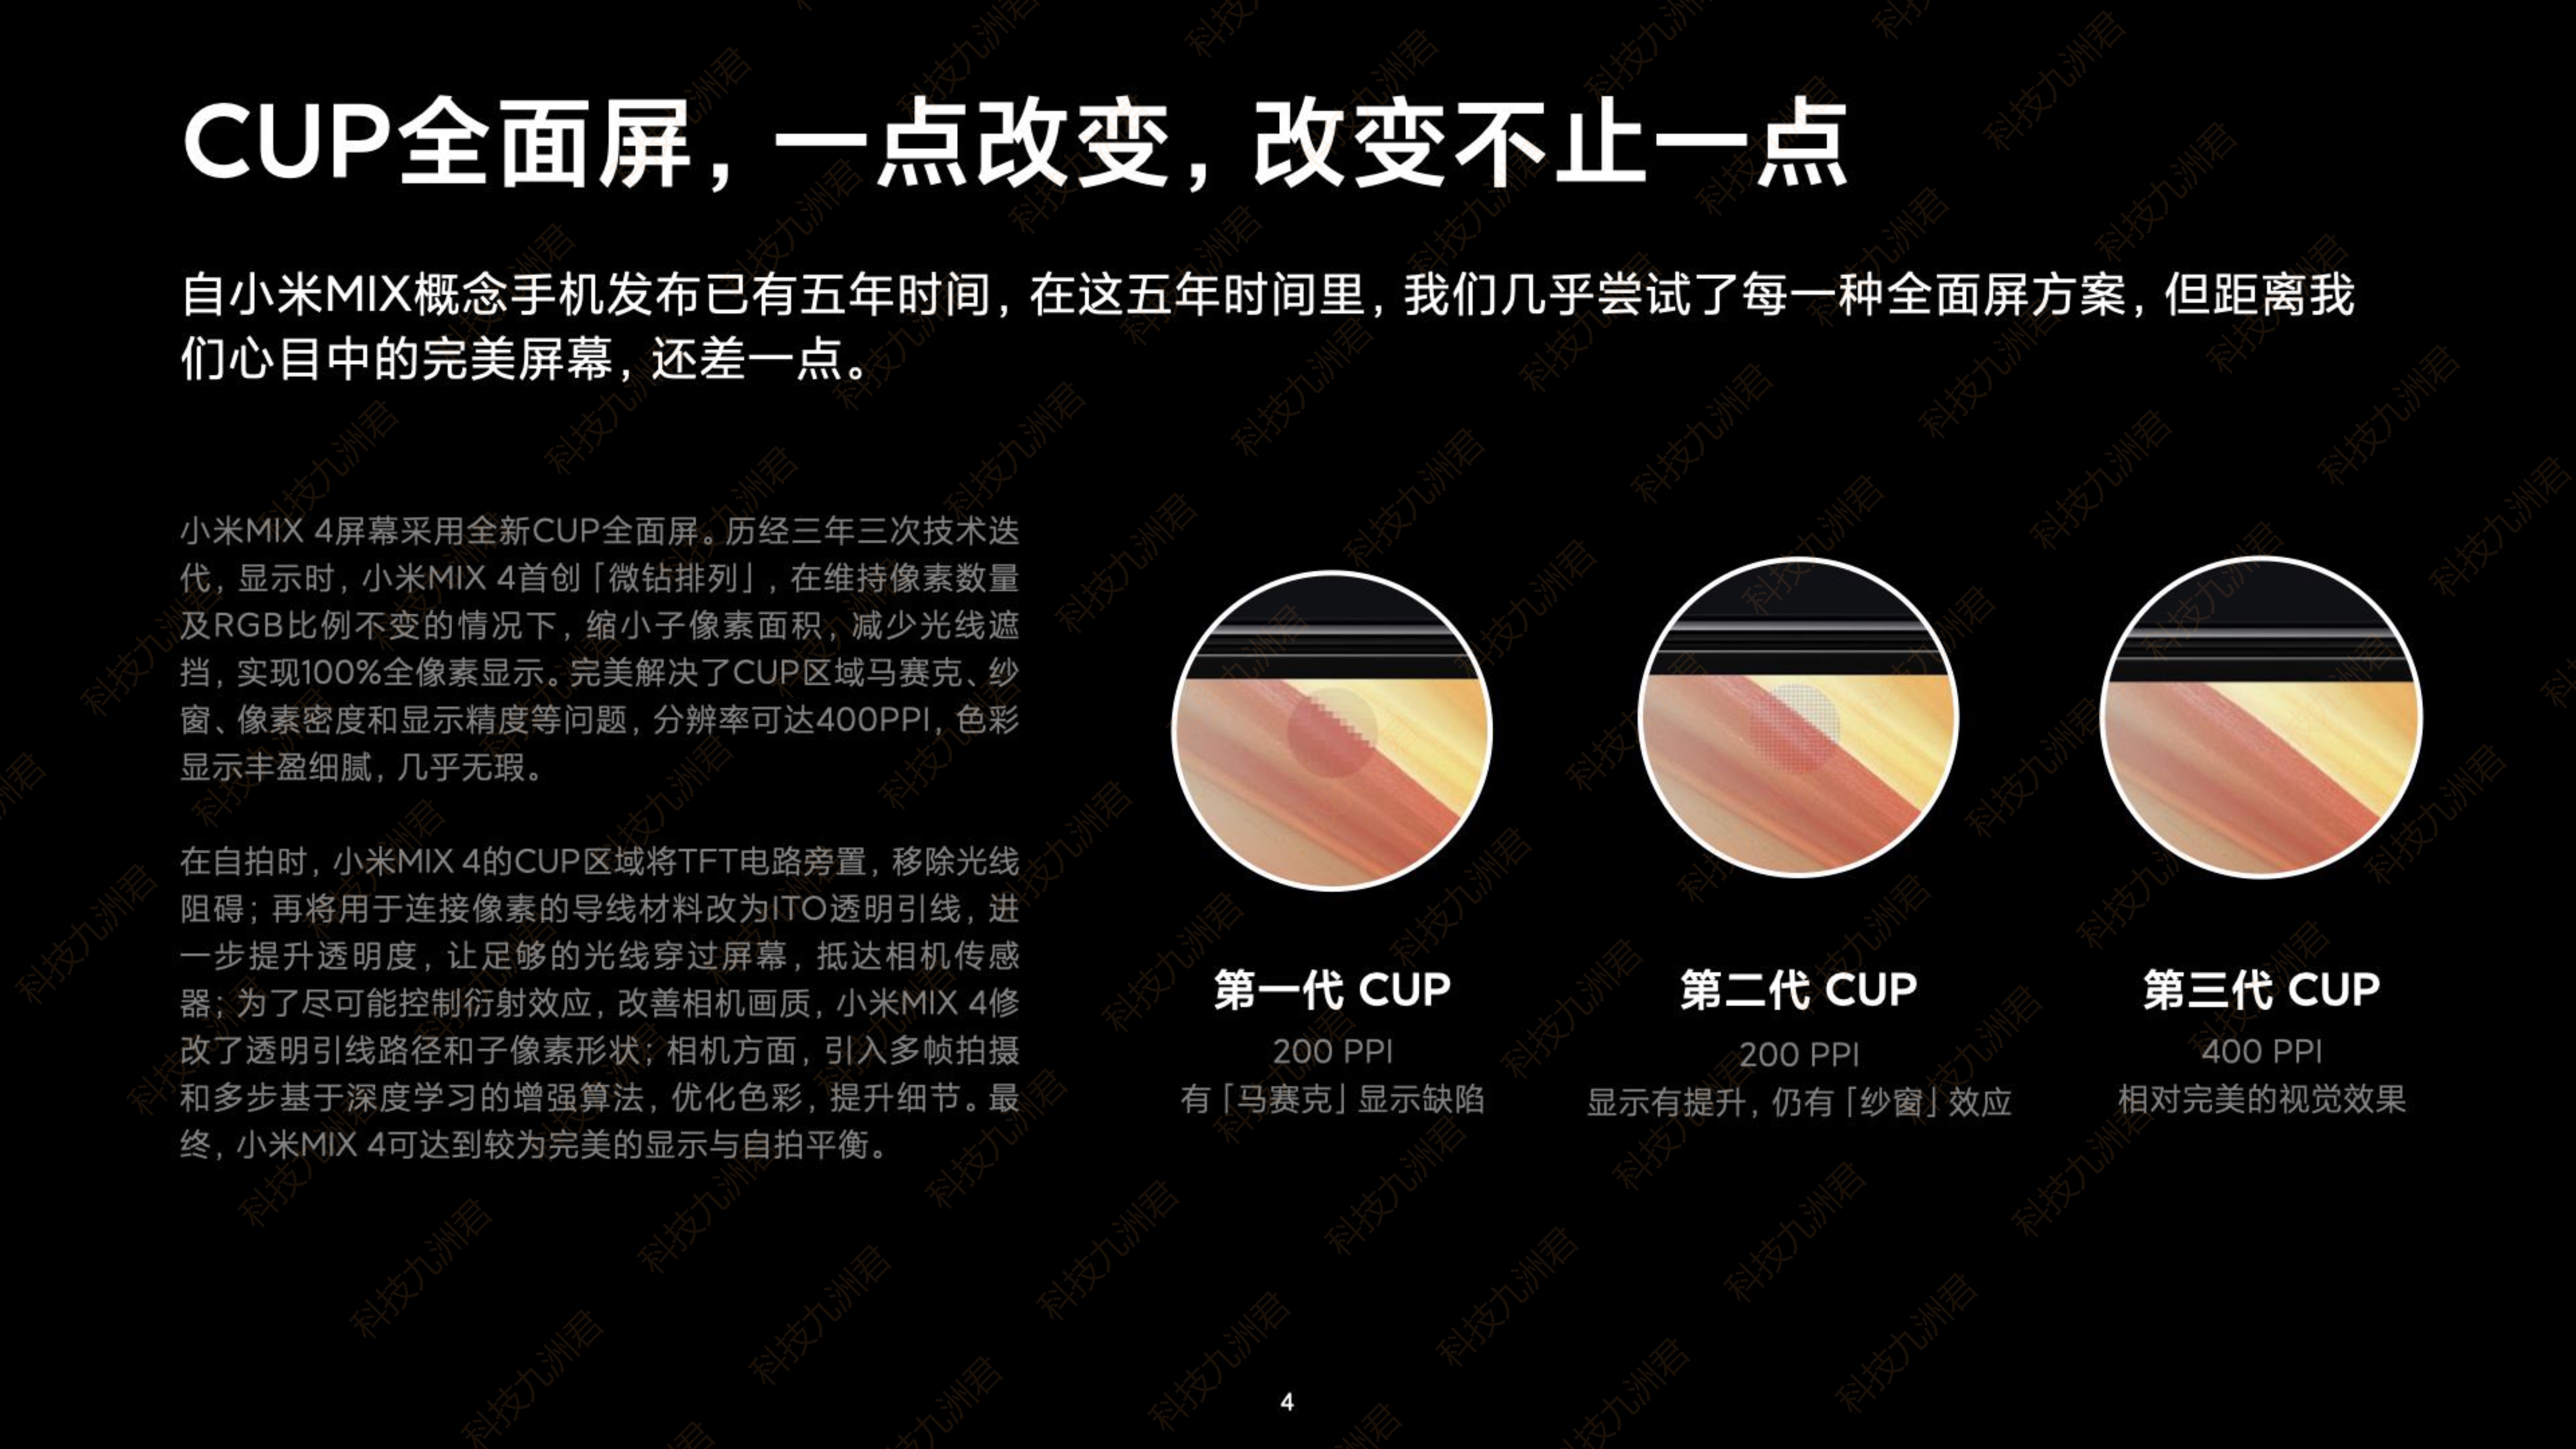 CUP全面屏，一点改变，改变不止一点
自小米MIX概念手机发布已有五年时间，在这五年时间里，我们几乎尝试了每一种全面屏方案，但距离我
们心目中的完美屏幕，还差一点。
小米MIX 4屏幕采用全新CUP全面屏。历经三年三次技术迭
代，显示时，小米MIX 4首创「微钻排列」，在维持像素数量
及RGB比例不变的情况下，缩小子像素面积，减少光线遮
挡，实现100%全像素显示。完美解决了CUP区域马赛克、纱
窗、像素密度和显示精度等问题，分辨率可达400PPI，色彩
显示丰盈细腻，几乎无瑕。
在自拍时，小米MIX 4的CUP区域将TFT电路旁置，移除光线
阻碍；再将用于连接像素的导线材料改为ITO透明引线，进
一步提升透明度，让足够的光线穿过屏幕，抵达相机传感
器；为了尽可能控制衍射效应，改善相机画质，小米MIX 4修
改了透明引线路径和子像素形状；相机方面，引入多帧拍摄
和多步基于深度学习的增强算法，优化色彩，提升细节。最
终，小米MIX 4可达到较为完美的显示与自拍平衡。
第一代 CUP
200 PPI
有「马赛克」显示缺陷
第二代 CUP
200 PPI
显示有提升，仍有「纱窗」效应
第三代 CUP
400 PPI
相对完美的视觉效果
4
科技九洲君